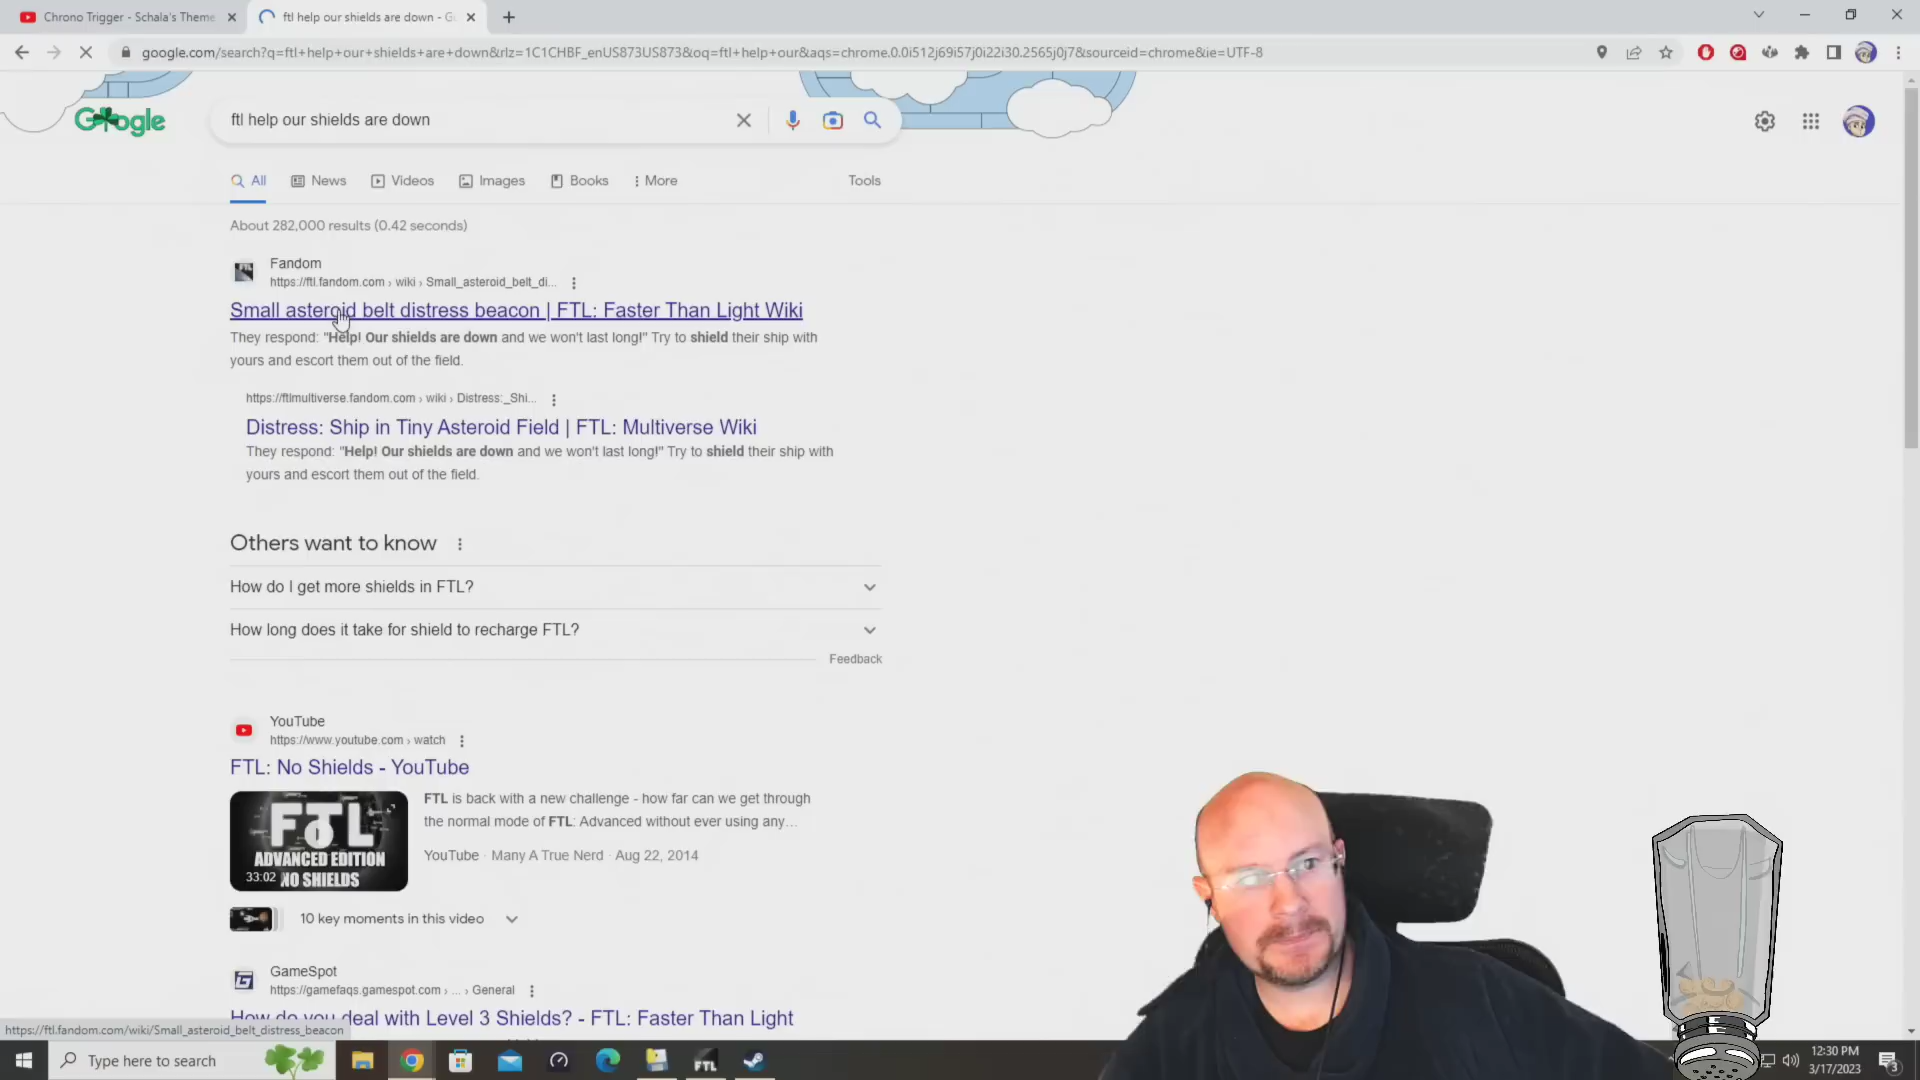 Chrono Trigger - Schala's Theme
ftl help our shields are down - G
google.com/search?q=ftl+help+our+shields+are+down&rlz=1C1CHBF_enUS873US873&oq=ftl+help+our&aqs=chrome.0.0i512j69i57j0i22i30.2565j0j7&sourceid=chrome&ie=UTF-8
Google
ftl help our shields are down
All
News
Videos
Images
Books
More
Tools
About 282,000 results (0.42 seconds)
Fandom
https://ftl.fandom.com › wiki › Small_asteroid_belt_di...
Small asteroid belt distress beacon | FTL: Faster Than Light Wiki
They respond: "Help! Our shields are down and we won't last long!" Try to shield their ship with
yours and escort them out of the field.
https://ftlmultiverse.fandom.com › wiki › Distress:_Shi...
Distress: Ship in Tiny Asteroid Field | FTL: Multiverse Wiki
They respond: "Help! Our shields are down and we won't last long!" Try to shield their ship with
yours and escort them out of the field.
Others want to know
How do I get more shields in FTL?
How long does it take for shield to recharge FTL?
Feedback
YouTube
https://www.youtube.com › watch
FTL: No Shields - YouTube
FTL
ADVANCED EDITION
NO SHIELDS
33:02
FTL is back with a new challenge - how far can we get through
the normal mode of FTL: Advanced without ever using any...
YouTube · Many A True Nerd · Aug 22, 2014
10 key moments in this video
GameSpot
https://gamefaqs.gamespot.com › ... › General
How do you deal with Level 3 Shields? - FTL: Faster Than Light
https://ftl.fandom.com/wiki/Small_asteroid_belt_distress_beacon
Type here to search
FTL
12:30 PM
3/17/2023
3